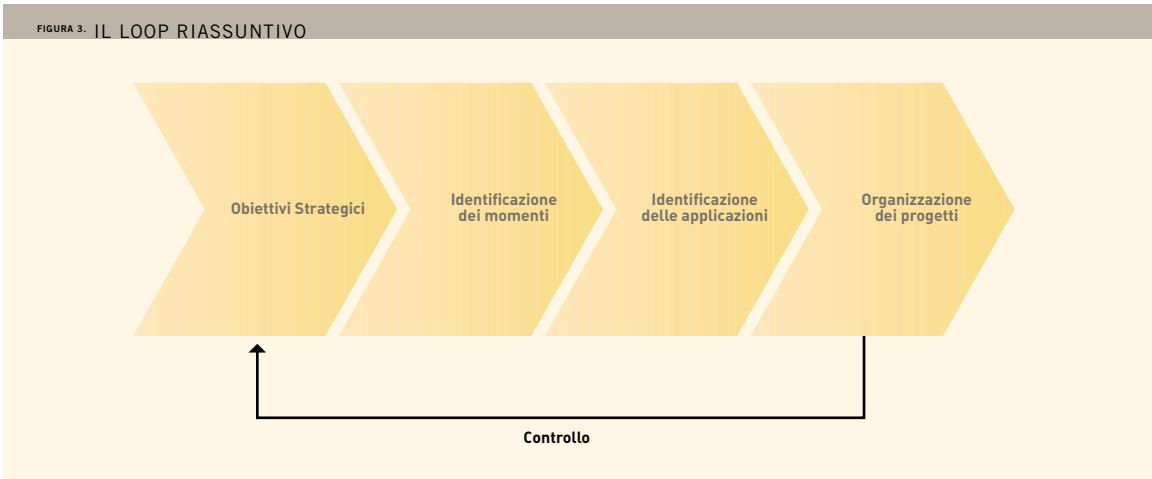 FIGURA 3. IL LOOP RIASSUNTIVO
Obiettivi Strategici
Identificazione
dei momenti
Identificazione
delle applicazioni
Organizzazione
dei progetti
Controllo